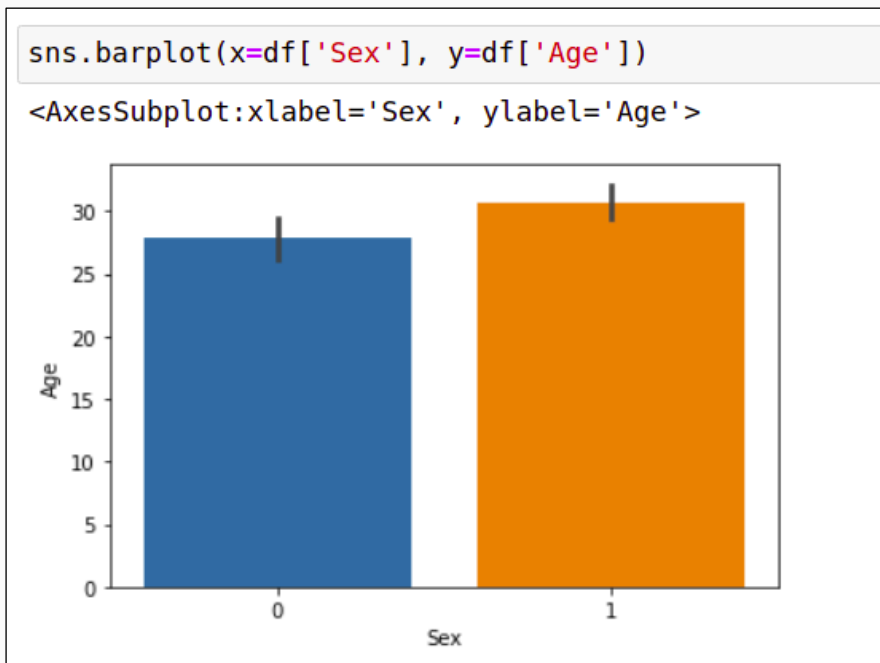 sns.barplot(x=df['Sex'], y=df['Age'])
<AxesSubplot:xlabel='Sex', ylabel='Age'>
30
25
20
15
10
5
0
Age
0 1
Sex